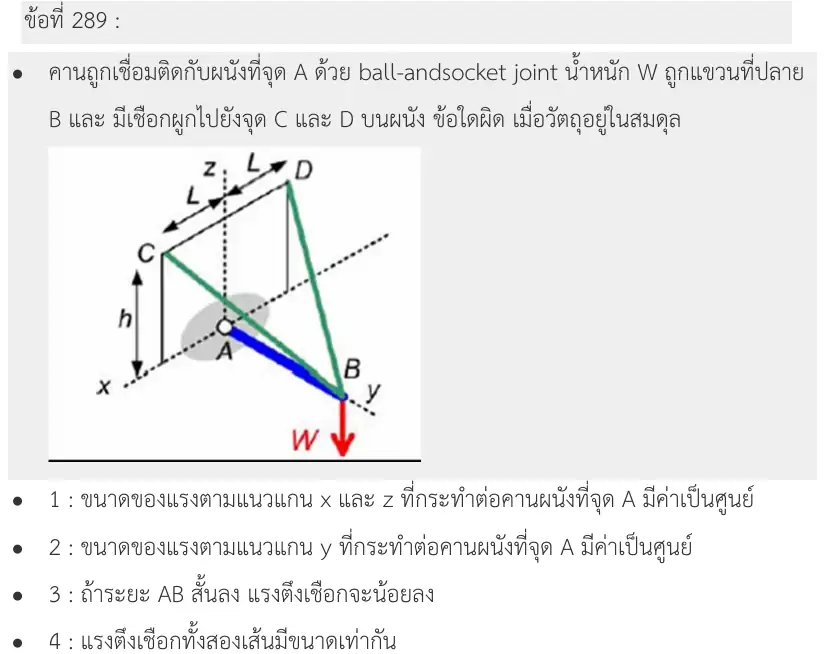 ข้อที่ 289 :
• คานถูกเชื่อมติดกับผนังที่จุด A ด้วย ball-andsocket joint น้ำหนัก W ถูกแขวนที่ปลาย
B และ มีเชือกผูกไปยังจุด C และ D บนผนัง ข้อใดผิด เมื่อวัตถุอยู่ในสมดุล
z L D
L
C
h
A
x
B
y
W
• 1 : ขนาดของแรงตามแนวแกน x และ z ที่กระทำต่อคานผนังที่จุด A มีค่าเป็นศูนย์
• 2 : ขนาดของแรงตามแนวแกน y ที่กระทำต่อคานผนังที่จุด A มีค่าเป็นศูนย์
• 3 : ถ้าระยะ AB สั้นลง แรงตึงเชือกจะน้อยลง
• 4 : แรงตึงเชือกทั้งสองเส้นมีขนาดเท่ากัน